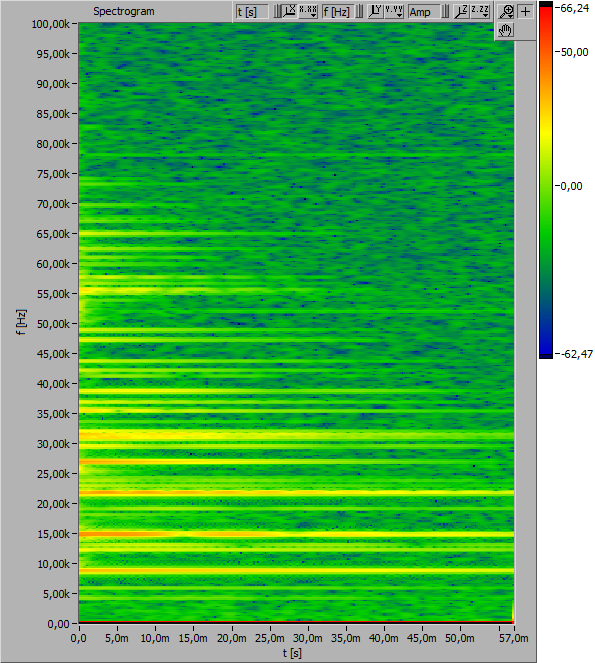 Spectrogram t [s] X.XX f [Hz] Y.YY Amp Z.ZZ
66,24
50,00
0,00
-62,47
100,00k
95,00k
90,00k
85,00k
80,00k
75,00k
70,00k
65,00k
60,00k
55,00k
50,00k
45,00k
40,00k
35,00k
30,00k
25,00k
20,00k
15,00k
10,00k
5,00k
0,00
f [Hz]
0,0 5,0m 10,0m 15,0m 20,0m 25,0m 30,0m 35,0m 40,0m 45,0m 50,0m 57,0m
t [s]